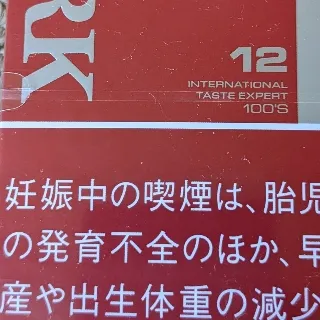 RK
12
INTERNATIONAL
TASTE EXPERT
100'S
妊娠中の喫煙は、胎児
の発育不全のほか、早
産や出生体重の減少